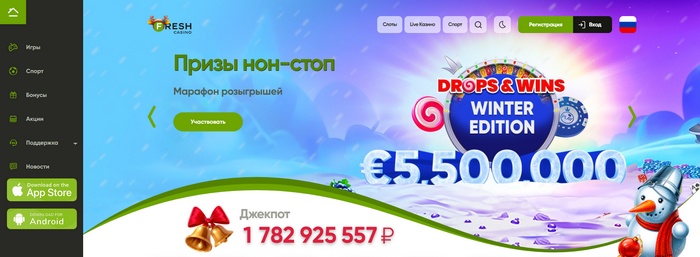 FRESH
CASINO
Слоты
Live Казино
Спорт
Регистрация
Вход
Игры
Спорт
Бонусы
Акции
Поддержка
Новости
Download on the
App Store
DOWNLOAD FOR
Android
Призы нон-стоп
Марафон розыгрышей
Участвовать
DROPS & WINS
WINTER
EDITION
€5,500,000
Джекпот
1 782 925 557 ₽